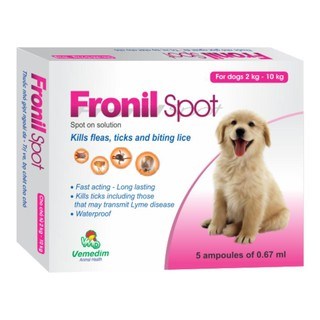 For dogs 2 kg - 10 kg
Fronil Spot
Spot on solution
Kills fleas, ticks and biting lice
• Fast acting - Long lasting
• Kills ticks including those
that may transmit Lyme disease
• Waterproof
Vemedim
Animal Health
5 ampoules of 0.67 ml
Fronil Spot